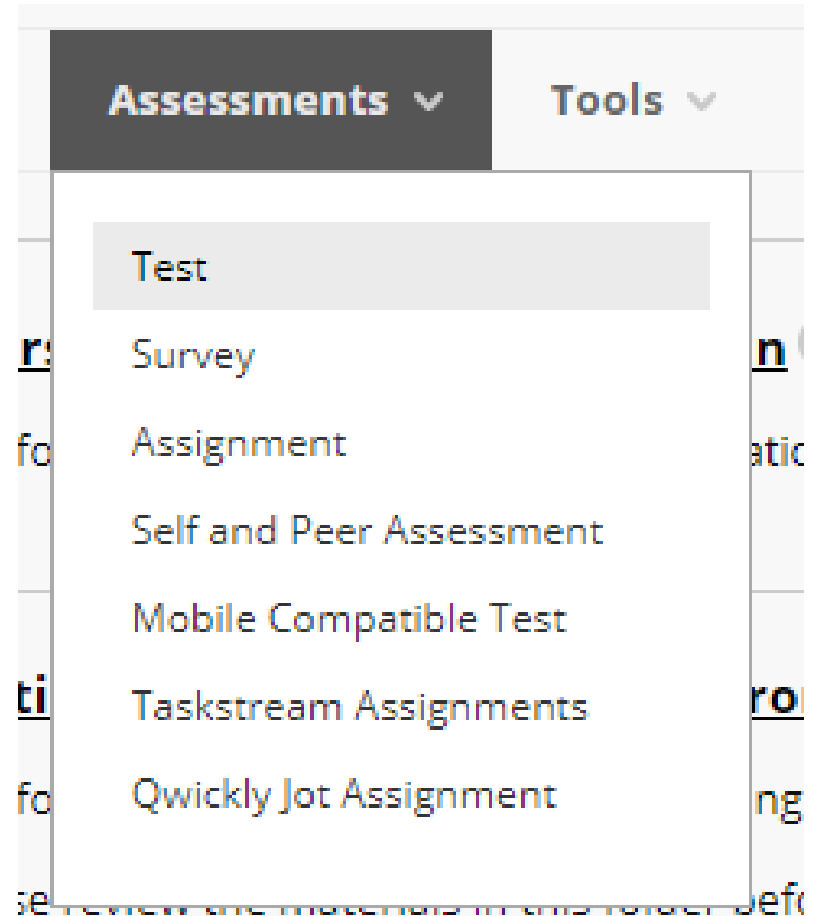 Assessments Tools
Test
Survey
Assignment
Self and Peer Assessment
Mobile Compatible Test
Taskstream Assignments
Qwickly Jot Assignment